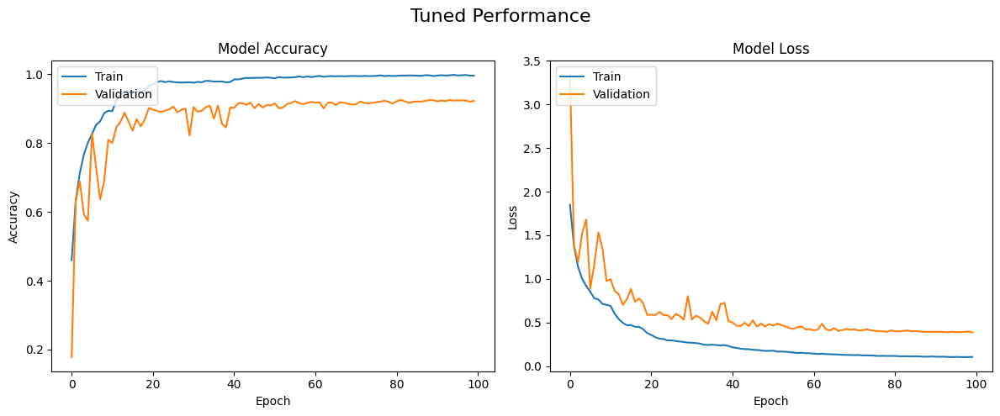 Tuned Performance
Model Accuracy
Train
Validation
1.0
0.8
0.6
0.4
0.2
Accuracy
0
20
40
60
80
100
Epoch
Model Loss
Train
Validation
3.5
3.0
2.5
2.0
1.5
1.0
0.5
0.0
Loss
0
20
40
60
80
100
Epoch